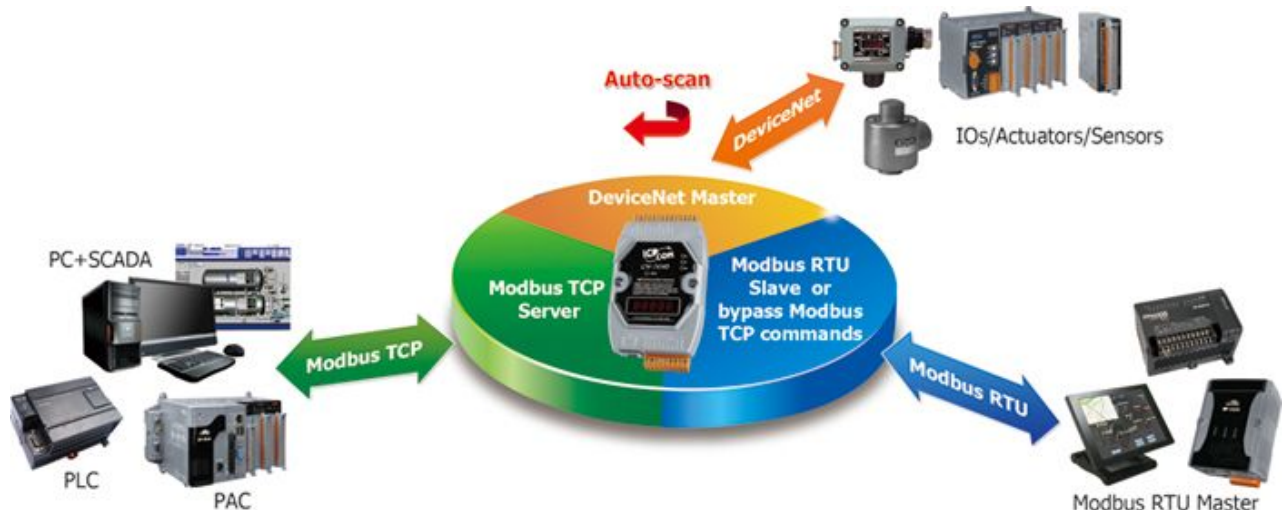 Auto-scan
DeviceNet
IOs/Actuators/Sensors
DeviceNet Master
PC+SCADA
Modbus TCP
Server
Modbus RTU
Slave or
bypass Modbus
TCP commands
Modbus TCP
Modbus RTU
PLC
PAC
Modbus RTU Master